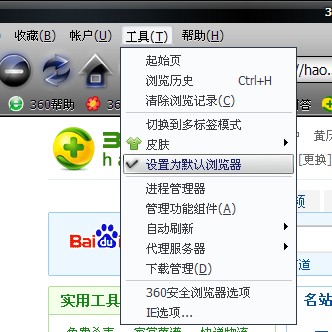 3
收藏(B) 帐户(U) 工具(T) 帮助(H)
//hao.
360帮助
起始页
浏览历史 Ctrl+H
清除浏览记录(C)
切换到多标签模式
皮肤
设置为默认浏览器
进程管理器
管理功能组件(A)
自动刷新
代理服务器
下载管理(D)
360安全浏览器选项
IE选项...
黄历
[更换]
Bai
实用工具
名站